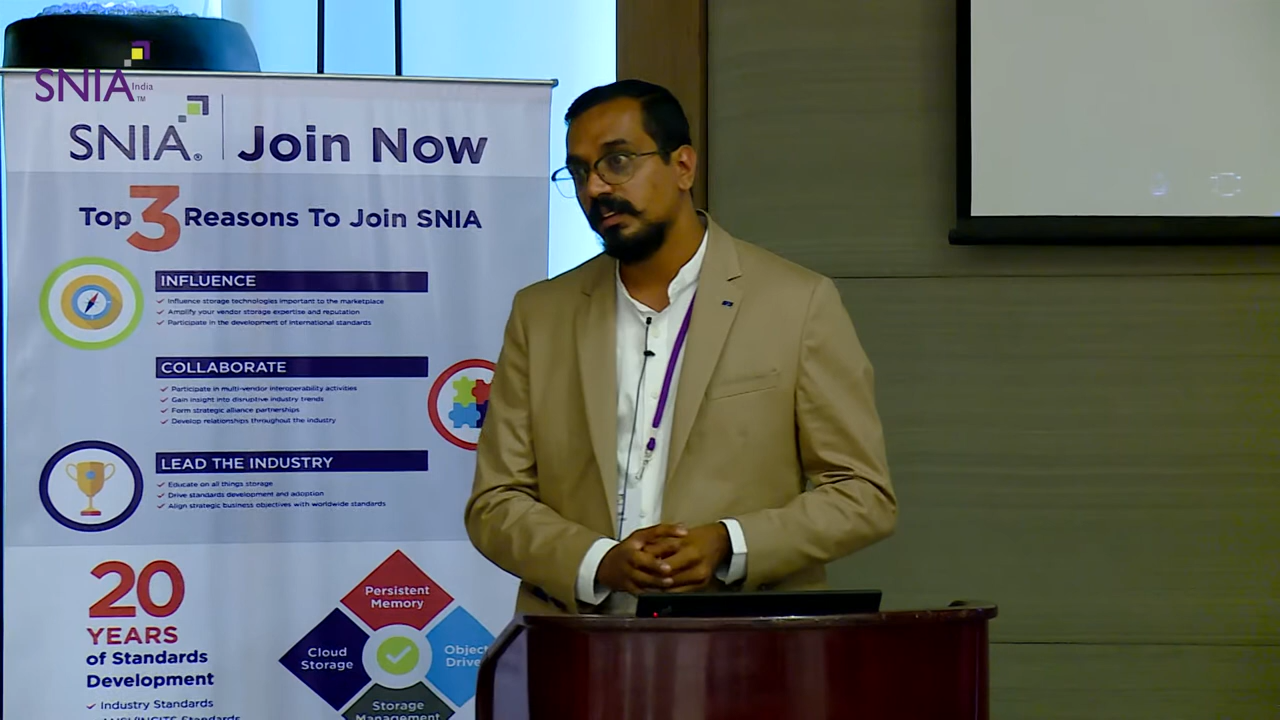 SNIA India
TM
SNIA® | Join Now
Top 3 Reasons To Join SNIA
INFLUENCE
Influence storage technologies important to the marketplace
Amplify your vendor storage expertise and reputation
Participate in the development of international standards
COLLABORATE
Participate in multi-vendor interoperability activities
Gain insight into disruptive industry trends
Form strategic alliance partnerships
Develop relationships throughout the industry
LEAD THE INDUSTRY
Educate on all things storage
Drive standards development and adoption
Align strategic business objectives with worldwide standards
20
YEARS
of Standards
Development
Industry Standards
ANSI/INCITS Standards
Persistent
Memory
Cloud
Storage
Object
Drive
Storage
Management